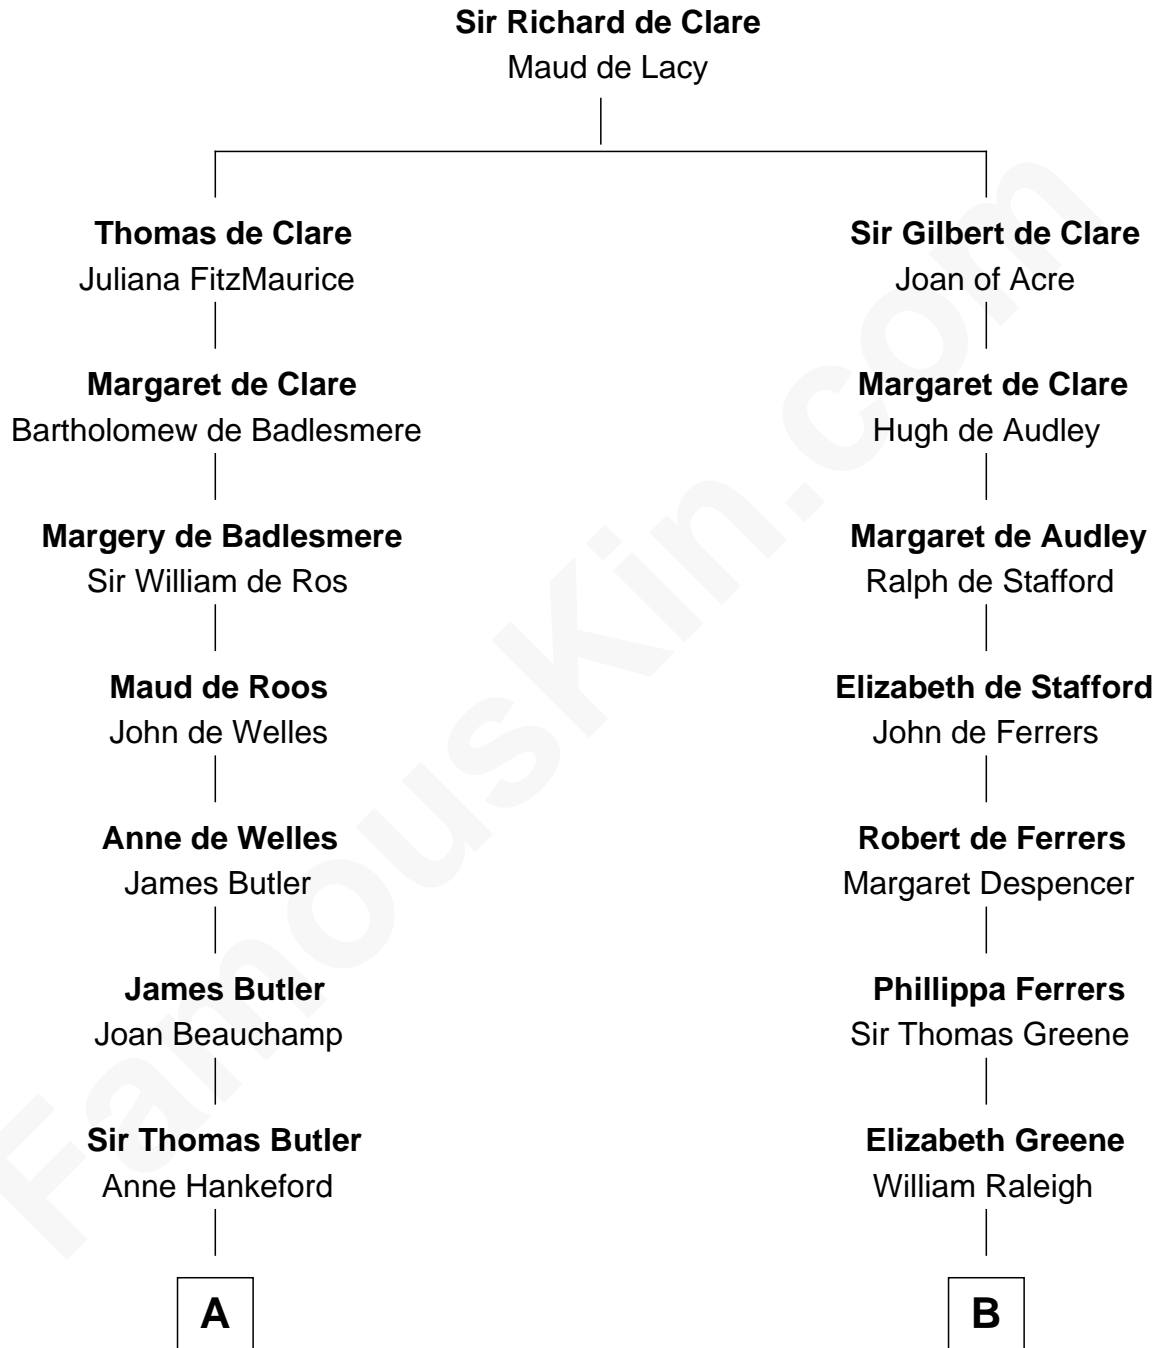 Sir Richard de Clare
Maud de Lacy
Thomas de Clare
Juliana FitzMaurice
Sir Gilbert de Clare
Joan of Acre
Margaret de Clare
Bartholomew de Badlesmere
Margaret de Clare
Hugh de Audley
Margery de Badlesmere
Sir William de Ros
Margaret de Audley
Ralph de Stafford
Maud de Roos
John de Welles
Elizabeth de Stafford
John de Ferrers
Anne de Welles
James Butler
Robert de Ferrers
Margaret Despencer
James Butler
Joan Beauchamp
Phillippa Ferrers
Sir Thomas Greene
Sir Thomas Butler
Anne Hankeford
Elizabeth Greene
William Raleigh
A
B
FamousKin.com